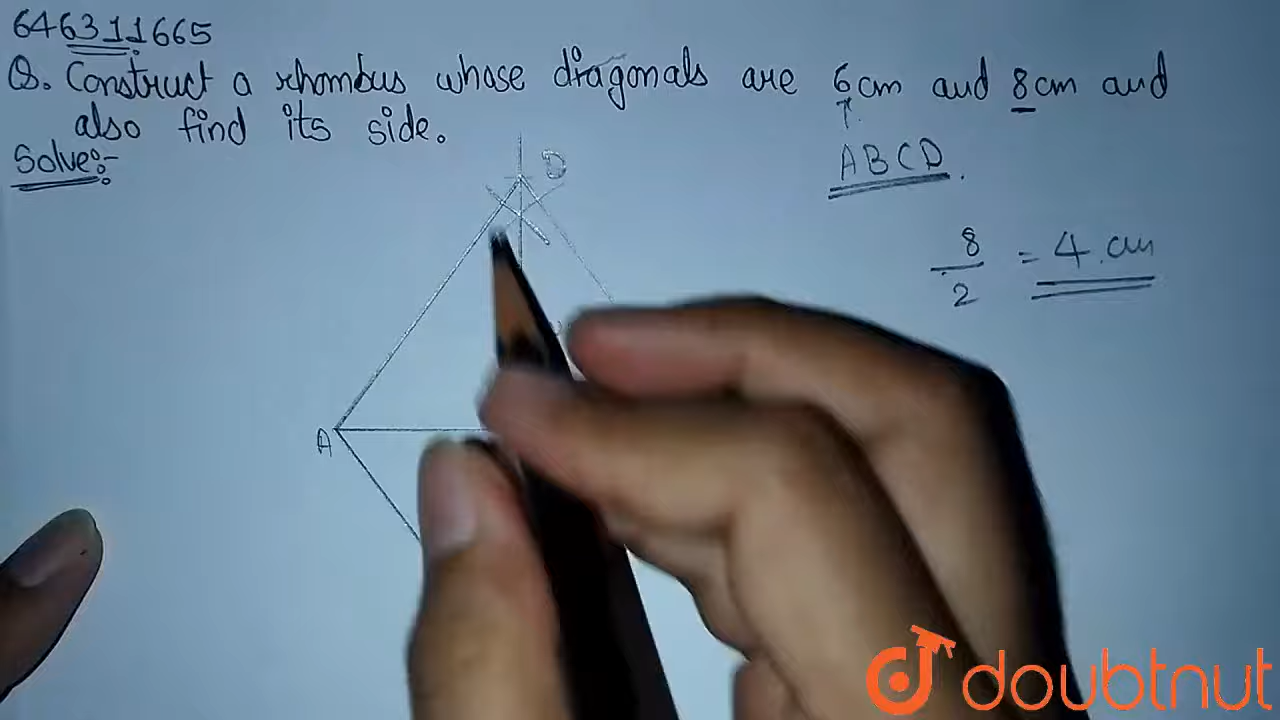 646311665
Q. Construct a rhombus whose diagonals are 6cm and 8cm and
also find its side.
Solve:-
ABCD.
D
8
2
= 4.cm
A
doubtnut